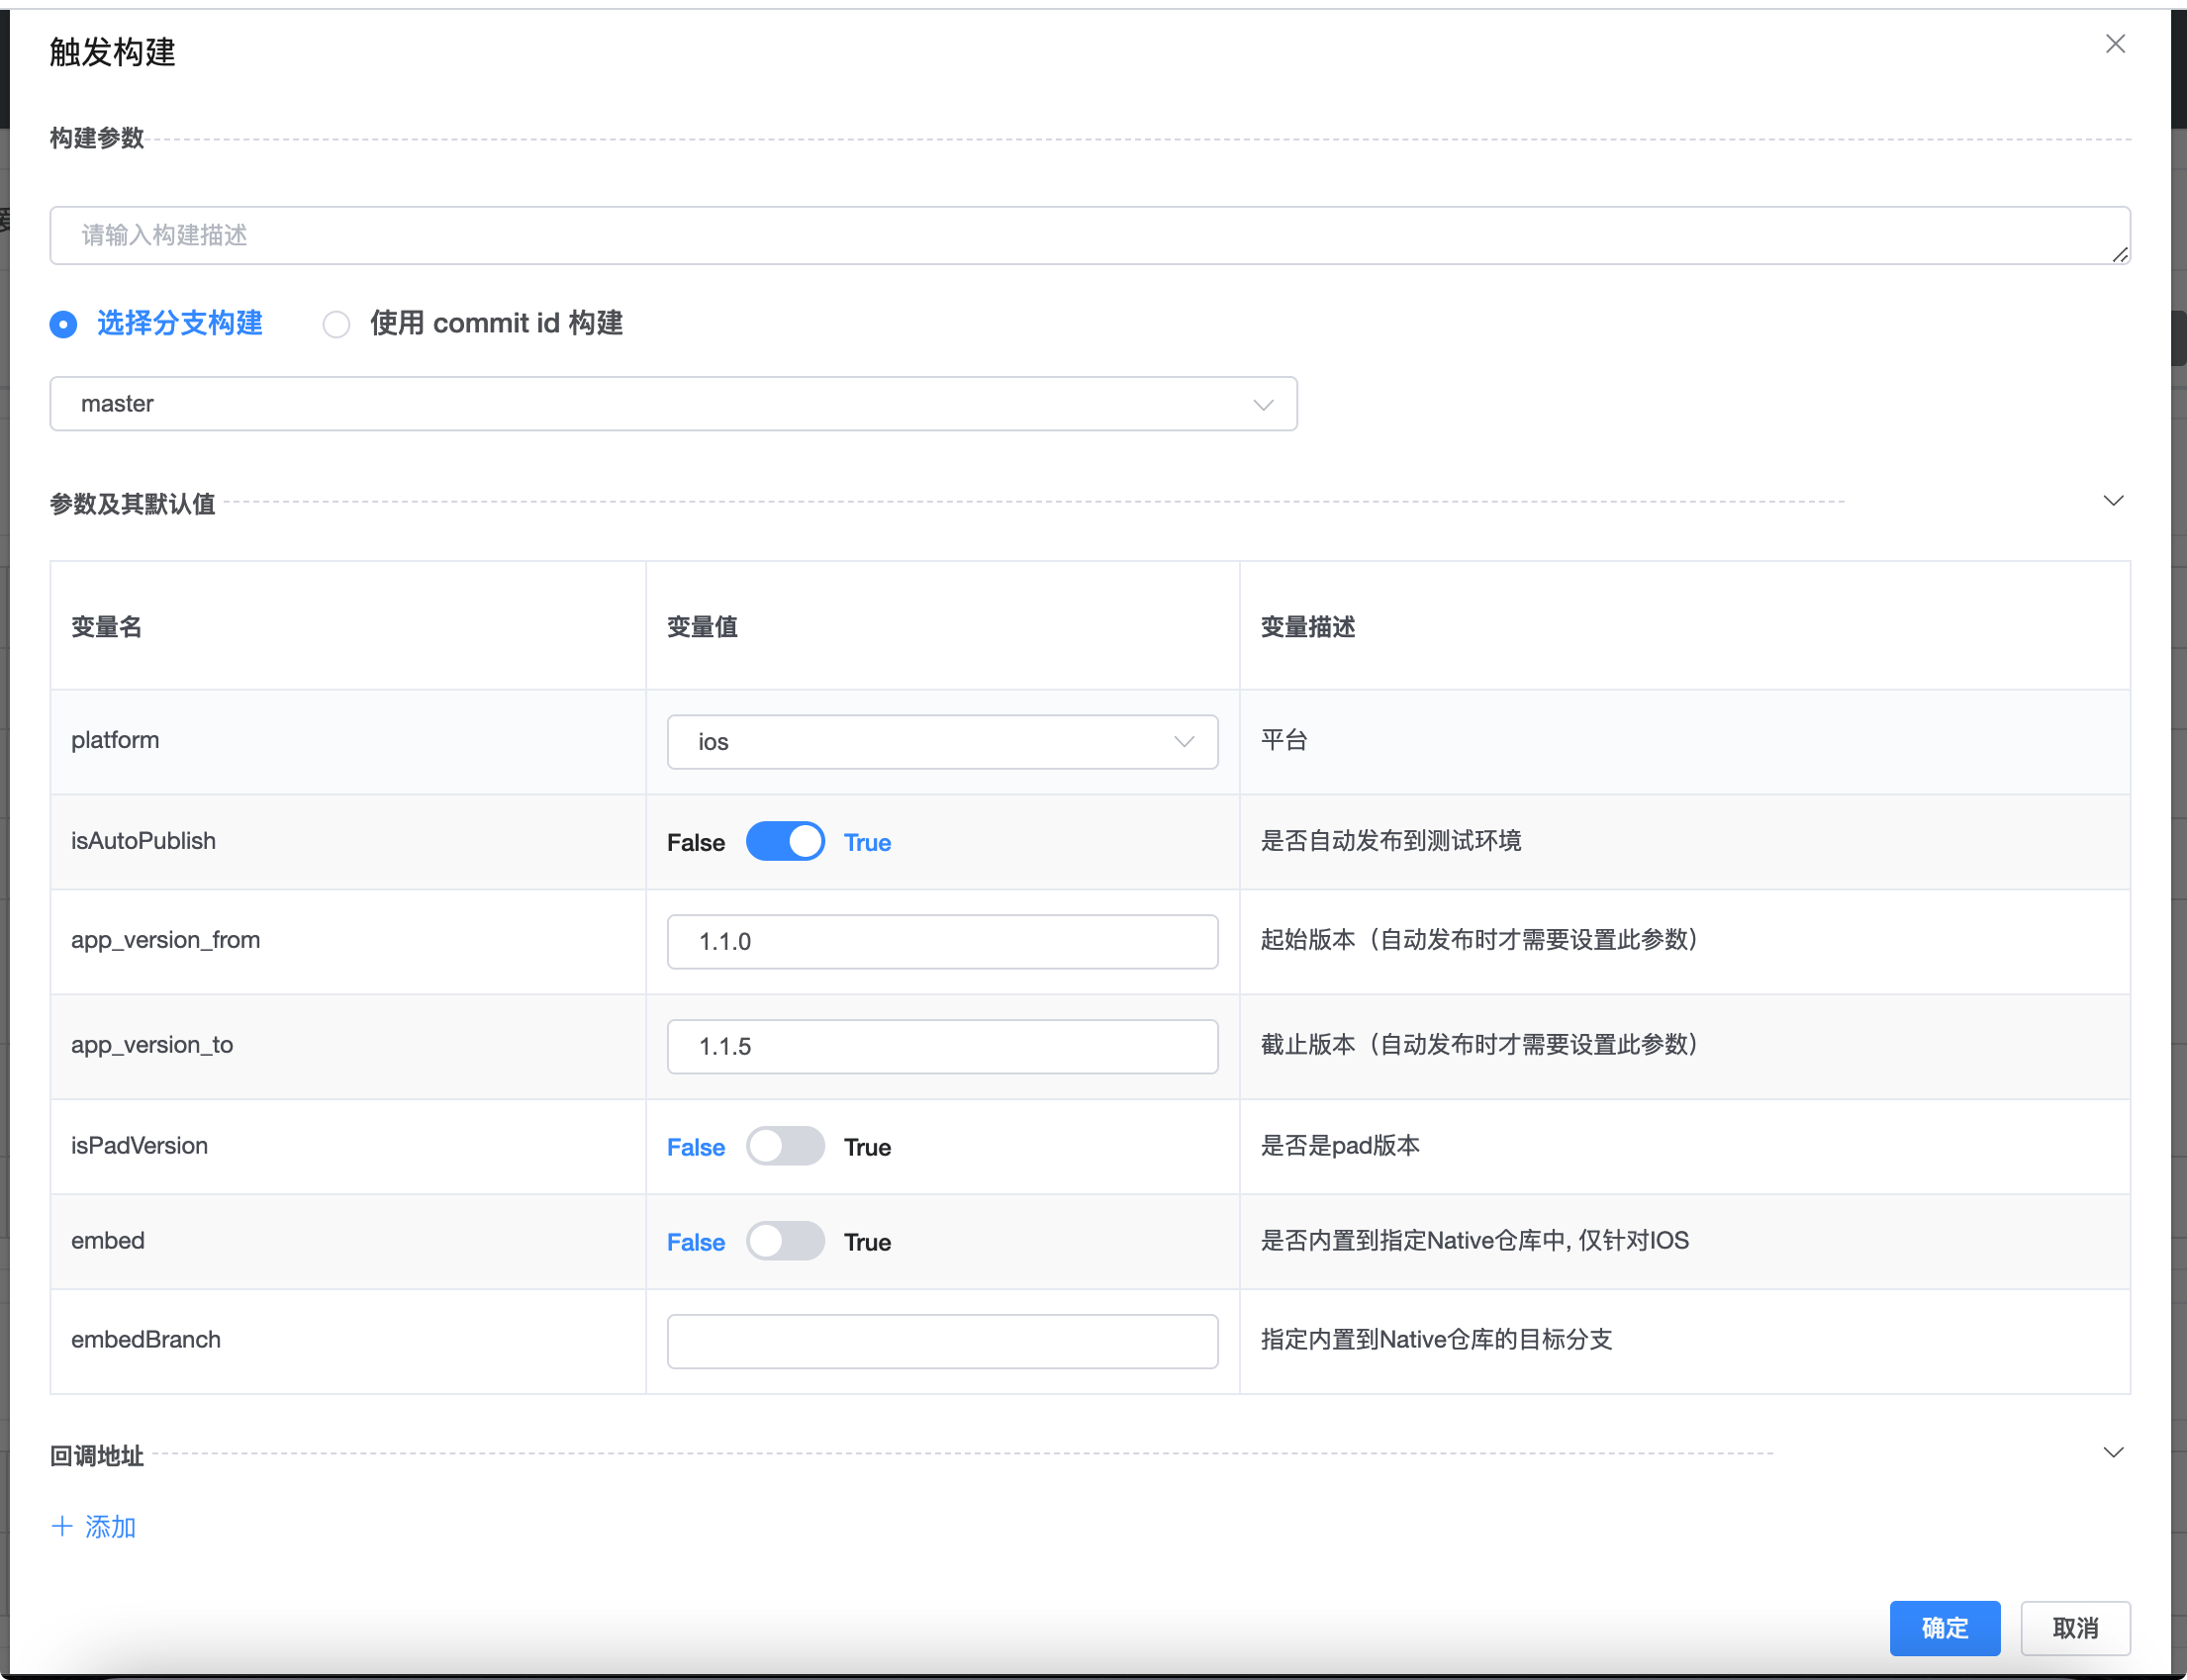 触发构建
构建参数
请输入构建描述
选择分支构建 使用 commit id 构建
master
参数及其默认值
变量名 变量值 变量描述
platform ios 平台
isAutoPublish False True 是否自动发布到测试环境
app_version_from 1.1.0 起始版本（自动发布时才需要设置此参数）
app_version_to 1.1.5 截止版本（自动发布时才需要设置此参数）
isPadVersion False True 是否是pad版本
embed False True 是否内置到指定Native仓库中, 仅针对IOS
embedBranch 指定内置到Native仓库的目标分支
回调地址
添加
确定 取消